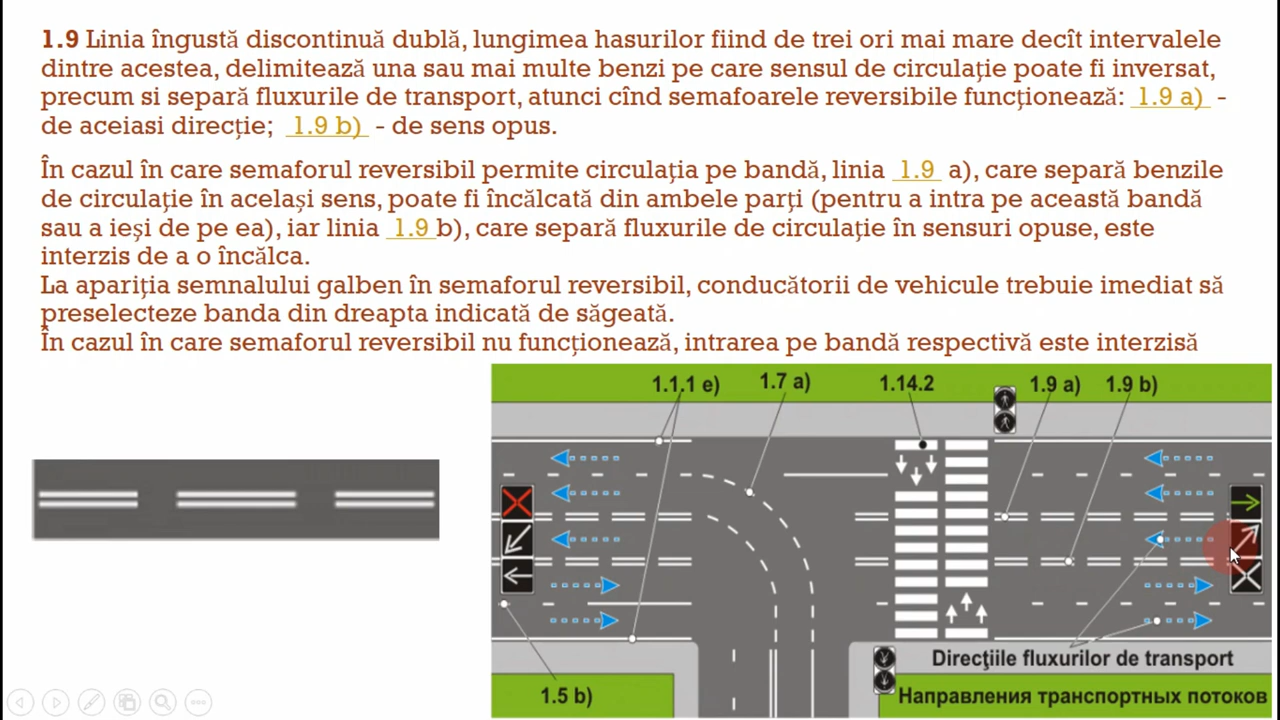 1.9 Linia îngustă discontinuă dublă, lungimea hasurilor fiind de trei ori mai mare decît intervalele
dintre acestea, delimitează una sau mai multe benzi pe care sensul de circulație poate fi inversat,
precum si separă fluxurile de transport, atunci cînd semafoarele reversibile funcționează: 1.9 a) -
de aceiasi direcție; 1.9 b) - de sens opus.
În cazul în care semaforul reversibil permite circulația pe bandă, linia 1.9 a), care separă benzile
de circulație în același sens, poate fi încălcată din ambele parți (pentru a intra pe această bandă
sau a ieși de pe ea), iar linia 1.9 b), care separă fluxurile de circulație în sensuri opuse, este
interzis de a o încălca.
La apariția semnalului galben în semaforul reversibil, conducătorii de vehicule trebuie imediat să
preselecteze banda din dreapta indicată de săgeată.
În cazul în care semaforul reversibil nu funcționează, intrarea pe bandă respectivă este interzisă
1.1.1 e) 1.7 a) 1.14.2 1.9 a) 1.9 b)
Direcţiile fluxurilor de transport
1.5 b) Направления транспортных потоков